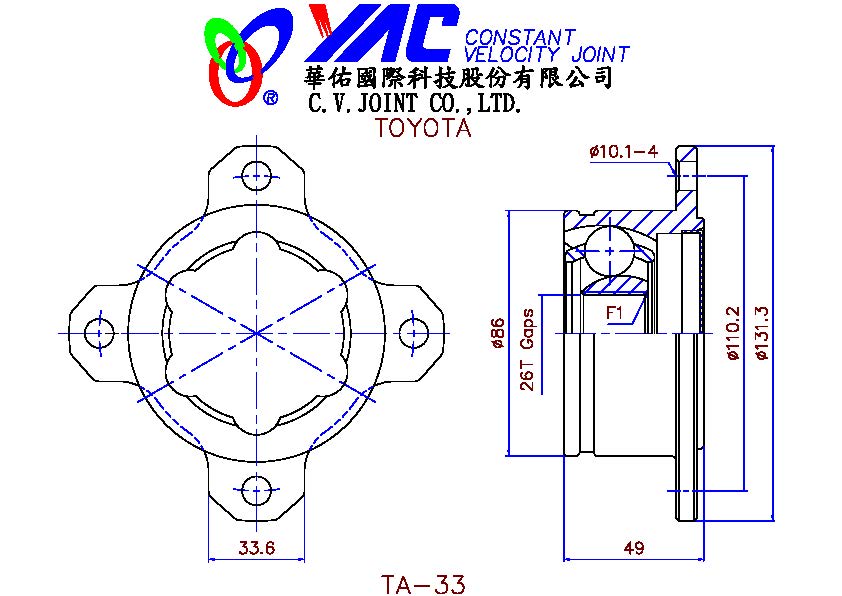 YAC CONSTANT
VELOCITY JOINT
®
華佑國際科技股份有限公司
C.V.JOINT CO.,LTD.
TOYOTA
ø10.1-4
ø86
26T Gaps
F1
ø110.2
ø131.3
33.6
49
TA-33